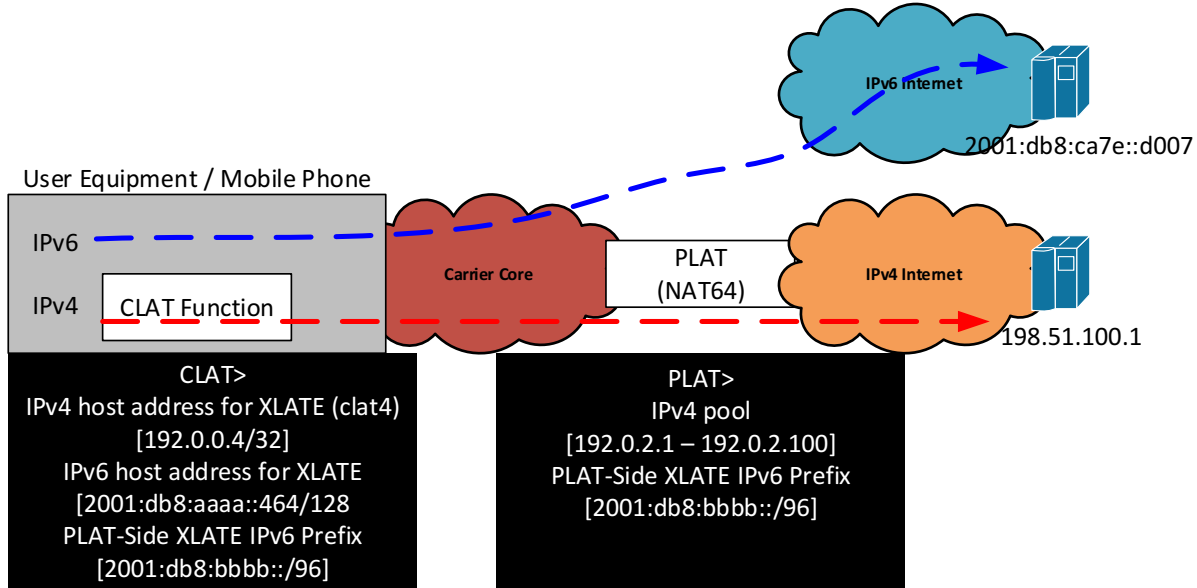 IPv6 Internet
2001:db8:ca7e::d007
User Equipment / Mobile Phone
IPv6
IPv4
CLAT Function
Carrier Core
PLAT
(NAT64)
IPv4 Internet
198.51.100.1
CLAT>
IPv4 host address for XLATE (clat4)
[192.0.0.4/32]
IPv6 host address for XLATE
[2001:db8:aaaa::464/128
PLAT-Side XLATE IPv6 Prefix
[2001:db8:bbbb::/96]
PLAT>
IPv4 pool
[192.0.2.1 – 192.0.2.100]
PLAT-Side XLATE IPv6 Prefix
[2001:db8:bbbb::/96]